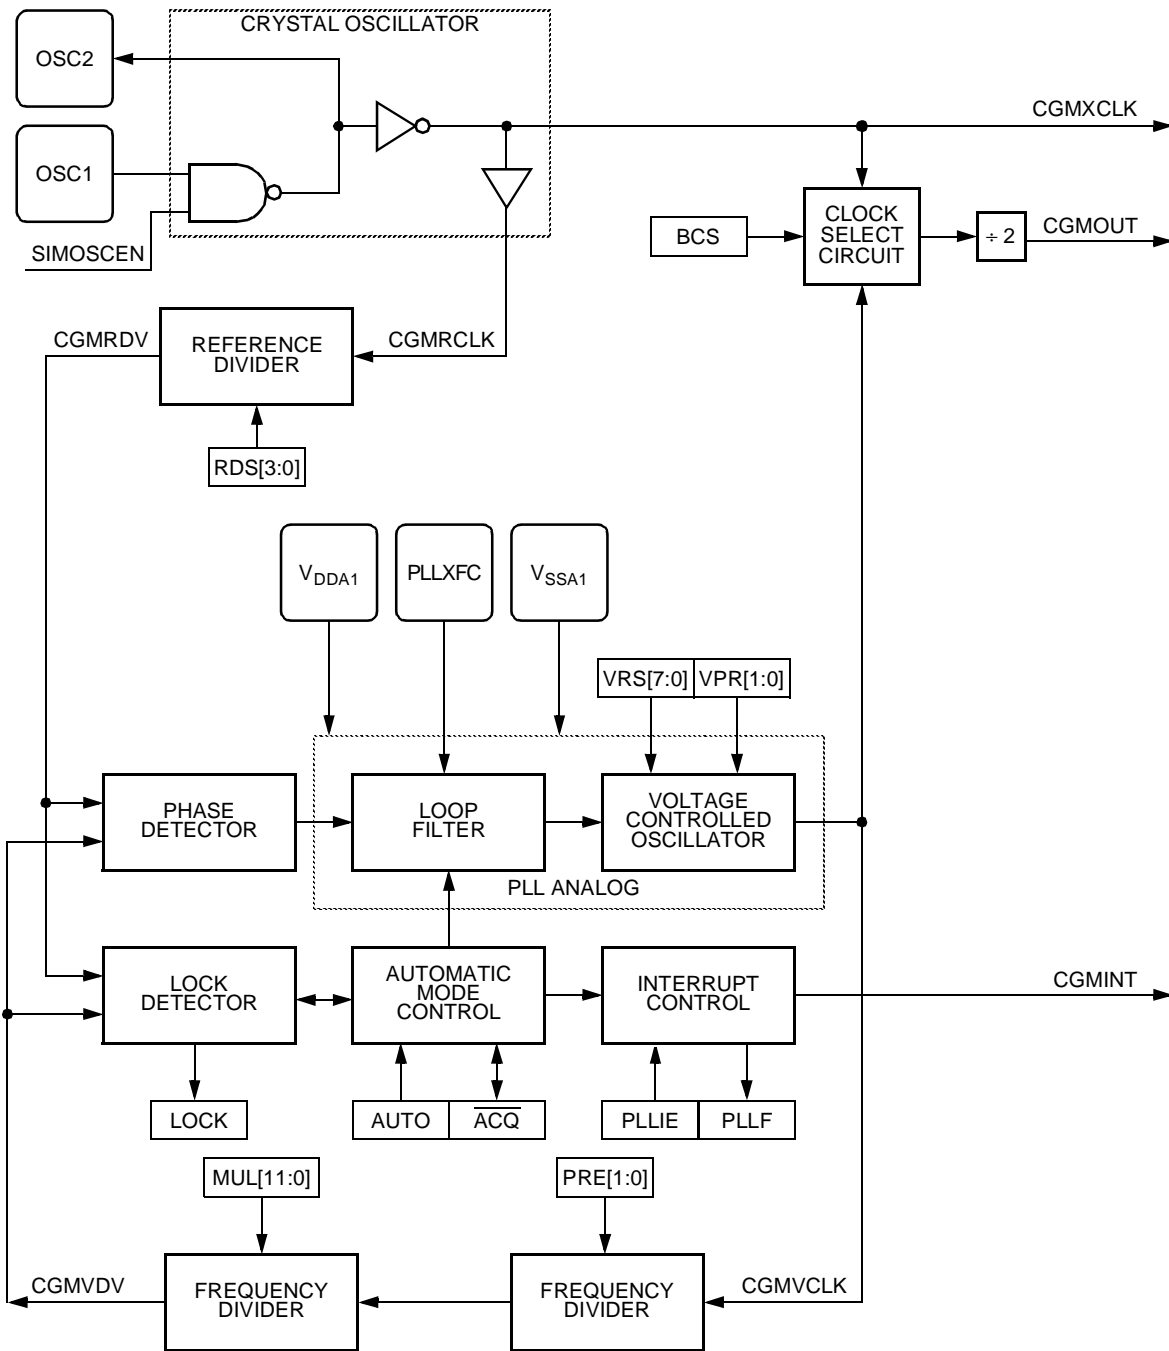 CRYSTAL OSCILLATOR
OSC2
CGMXCLK
OSC1
CLOCK
SELECT
CIRCUIT
BCS
÷ 2
CGMOUT
SIMOSCEN
CGMRDV
REFERENCE
DIVIDER
CGMRCLK
RDS[3:0]
VDDA1
PLLXFC
VSSA1
VRS[7:0]
VPR[1:0]
PHASE
DETECTOR
LOOP
FILTER
VOLTAGE
CONTROLLED
OSCILLATOR
PLL ANALOG
LOCK
DETECTOR
AUTOMATIC
MODE
CONTROL
INTERRUPT
CONTROL
CGMINT
LOCK
AUTO
ACQ
PLLIE
PLLF
MUL[11:0]
PRE[1:0]
CGMVDV
FREQUENCY
DIVIDER
FREQUENCY
DIVIDER
CGMVCLK